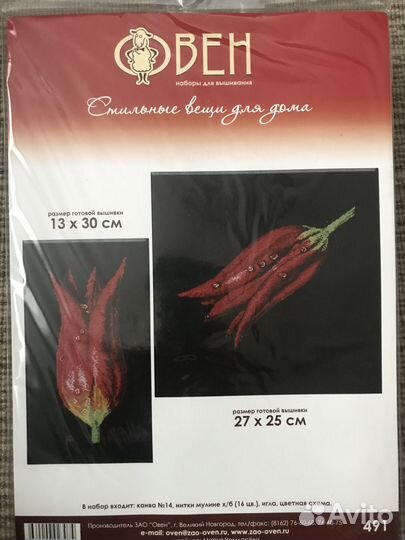 ОВЕН
наборы для вышивания
Стильные вещи для дома
размер готовой вышивки
13 х 30 см
размер готовой вышивки
27 х 25 см
В набор входит: канва №14, нитки мулине х/б (16 цв.), игла, цветная схема.
Производитель ЗАО "Овен", г. Великий Новгород, тел/факс: (8162)
e-mail: oven@zao-oven.ru, www.zao-oven.ru
491
Avito